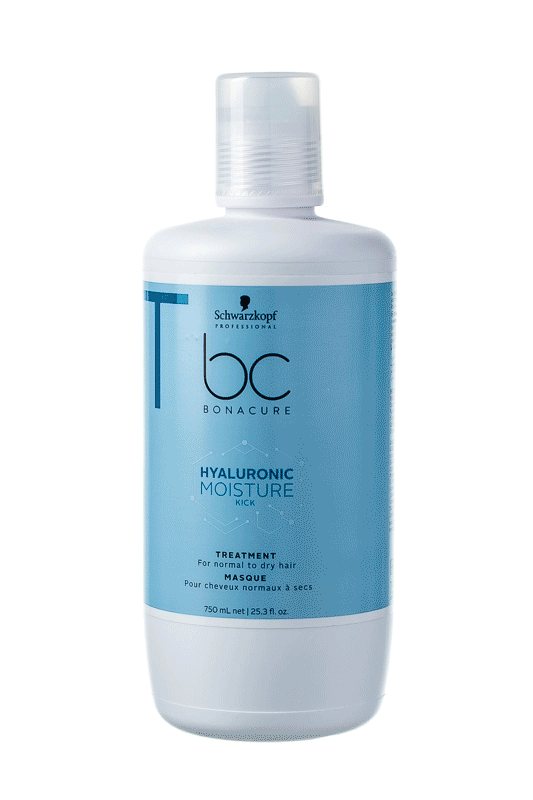 T
Schwarzkopf
PROFESSIONAL
bc
BONACURE
HYALURONIC
MOISTURE
KICK
TREATMENT
For normal to dry hair
MASQUE
Pour cheveux normaux à secs
750 mL net | 25.3 fl. oz.